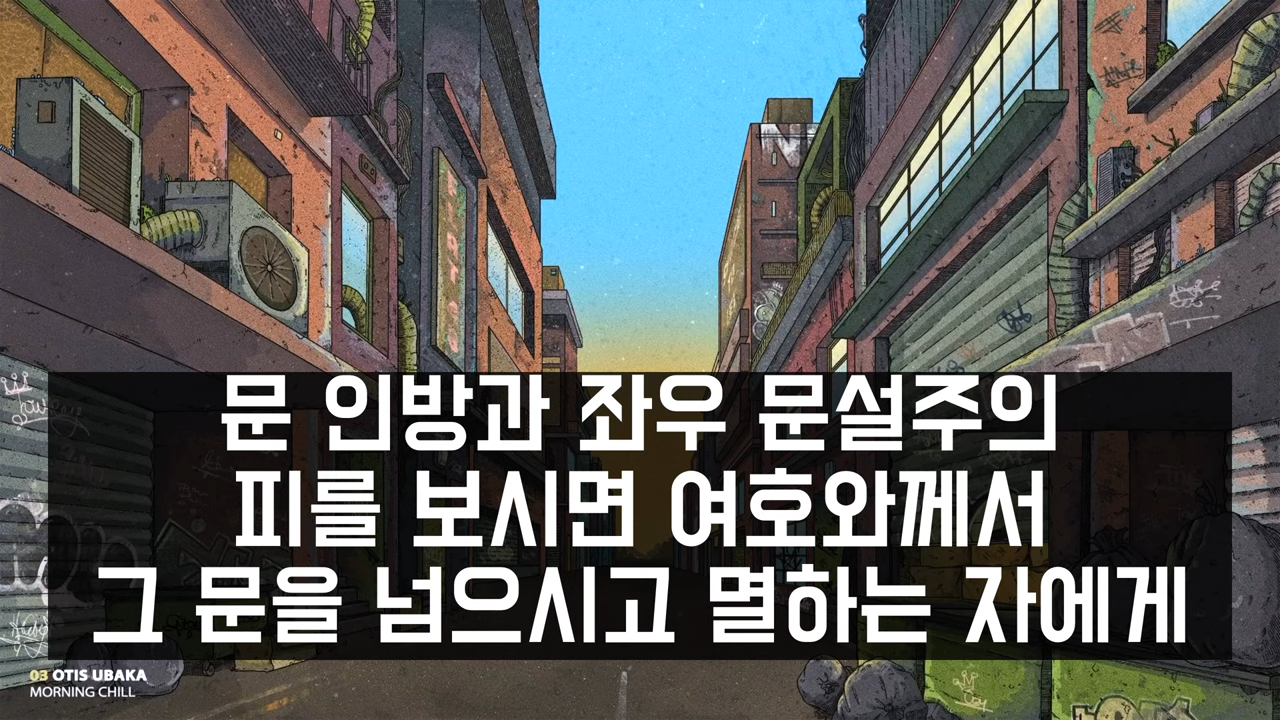 문 인방과 좌우 문설주의
피를 보시면 여호와께서
그 문을 넘으시고 멸하는 자에게
03 OTIS UBAKA
MORNING CHILL